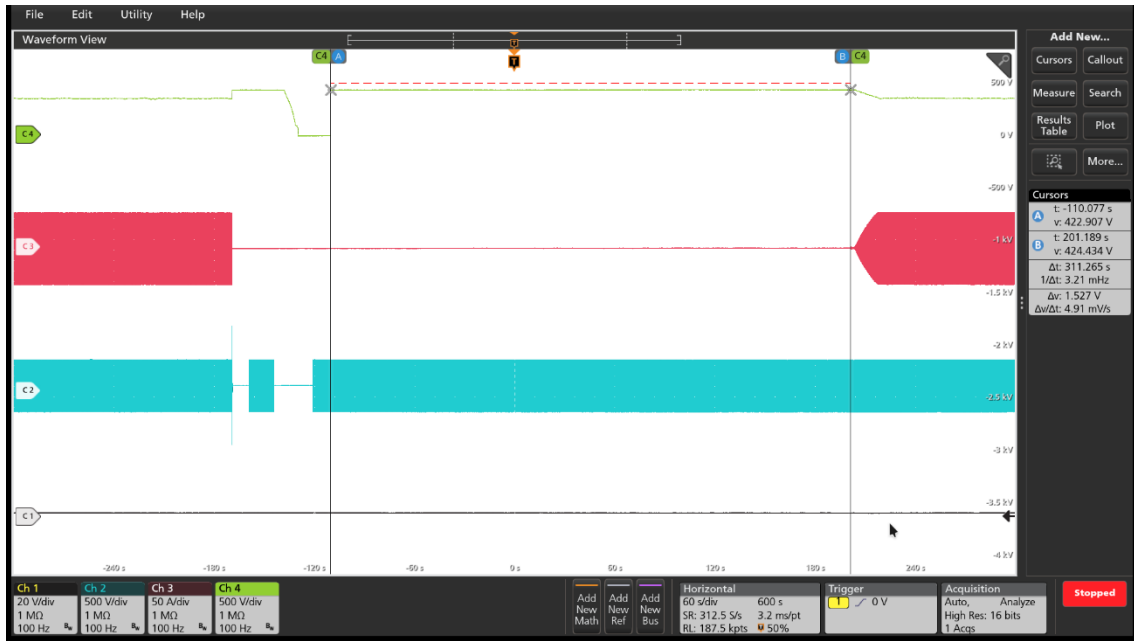 File Edit Utility Help
Waveform View
Add New...
C4 A
T
B C4
Cursors Callout
Measure Search
Results Table Plot
More...
500 V
C4
0 V
-500 V
C3
-1 kV
-1.5 kV
-2 kV
C2
-2.5 kV
-3 kV
-3.5 kV
C1
-4 kV
-240 s -180 s -120 s -60 s 0 s 60 s 120 s 180 s 240 s
Cursors
A t: -110.077 s
v: 422.907 V
B t: 201.189 s
v: 424.434 V
Δt: 311.265 s
1/Δt: 3.21 mHz
Δv: 1.527 V
Δv/Δt: 4.91 mV/s
Ch 1
20 V/div
1 MΩ
100 Hz Bw
Ch 2
500 V/div
1 MΩ
100 Hz Bw
Ch 3
50 A/div
1 MΩ
100 Hz Bw
Ch 4
500 V/div
1 MΩ
100 Hz Bw
Add New Math
Add New Ref
Add New Bus
Horizontal
60 s/div 600 s
SR: 312.5 S/s 3.2 ms/pt
RL: 187.5 kpts 50%
Trigger
1 0 V
Acquisition
Auto, Analyze
High Res: 16 bits
1 Acqs
Stopped